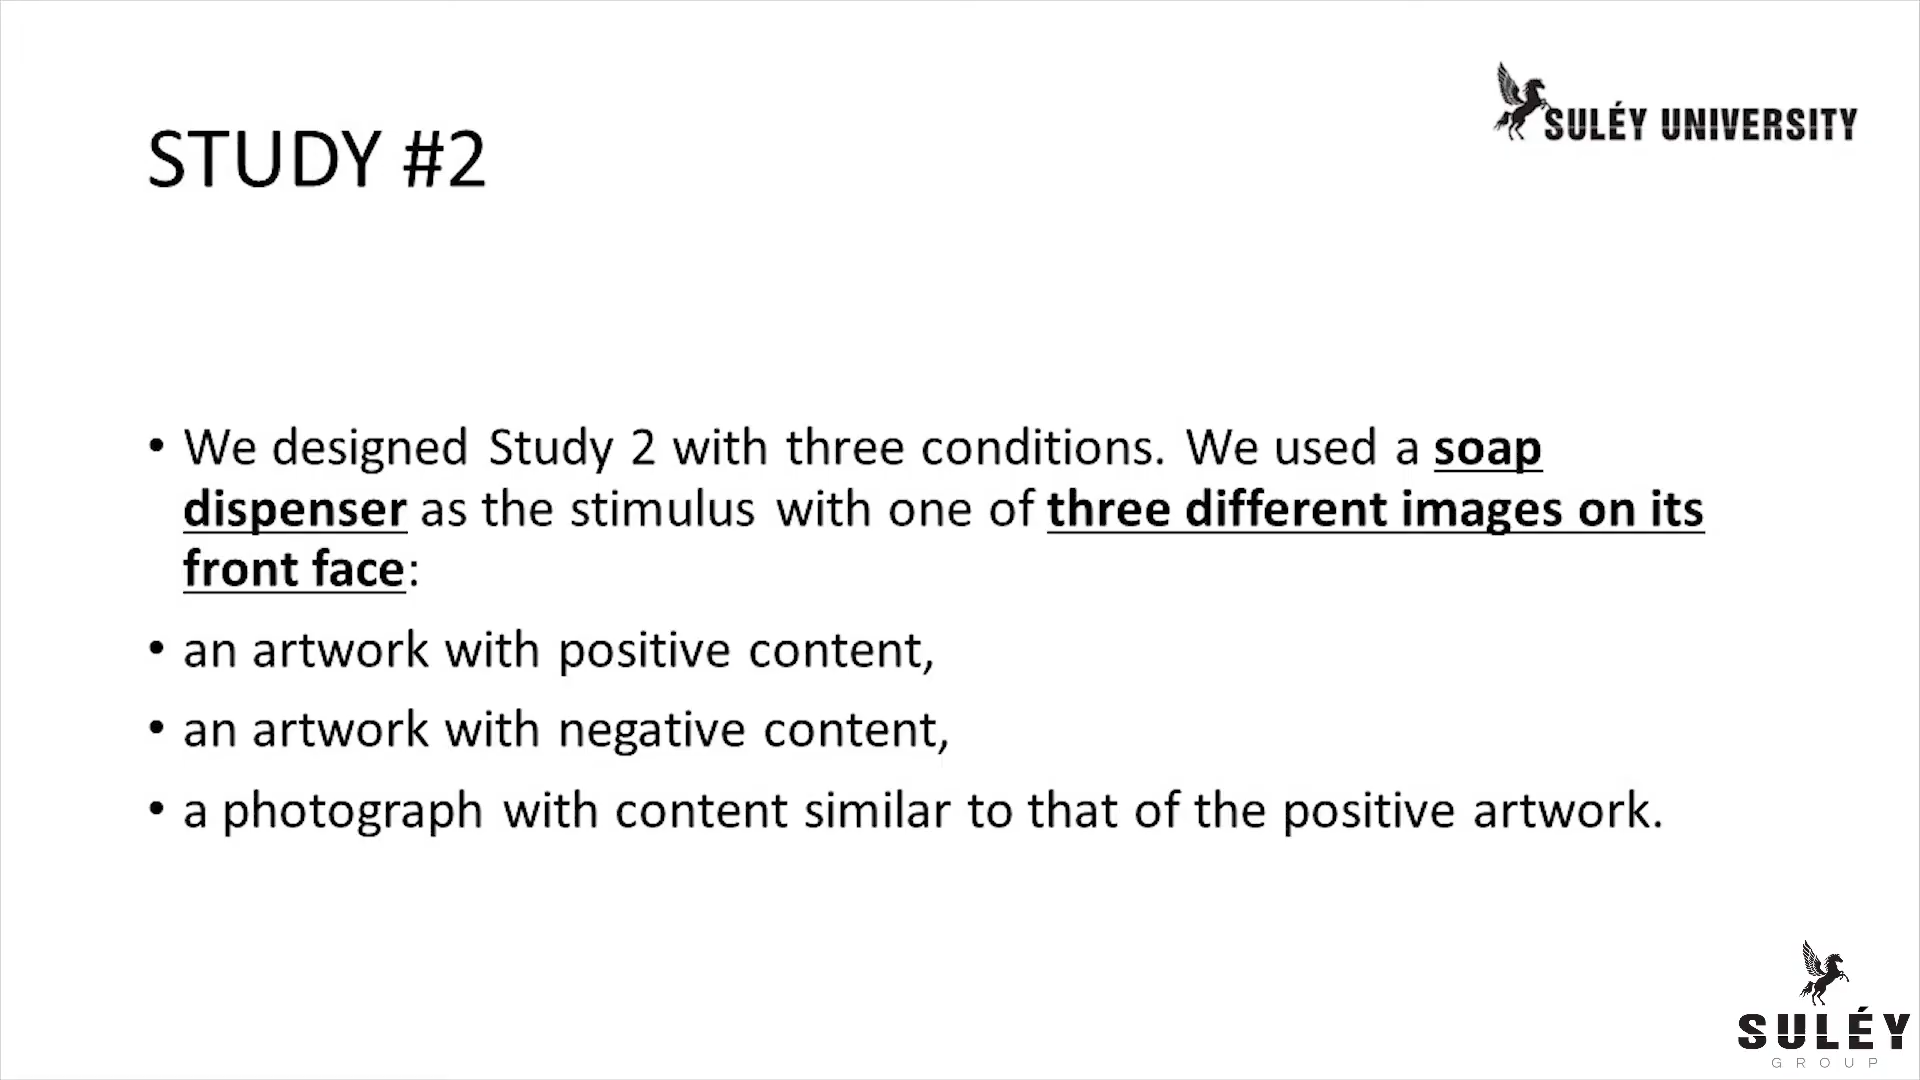 SULÉY UNIVERSITY
STUDY #2
• We designed Study 2 with three conditions. We used a soap
dispenser as the stimulus with one of three different images on its
front face:
• an artwork with positive content,
• an artwork with negative content,
• a photograph with content similar to that of the positive artwork.
SULÉY
GROUP